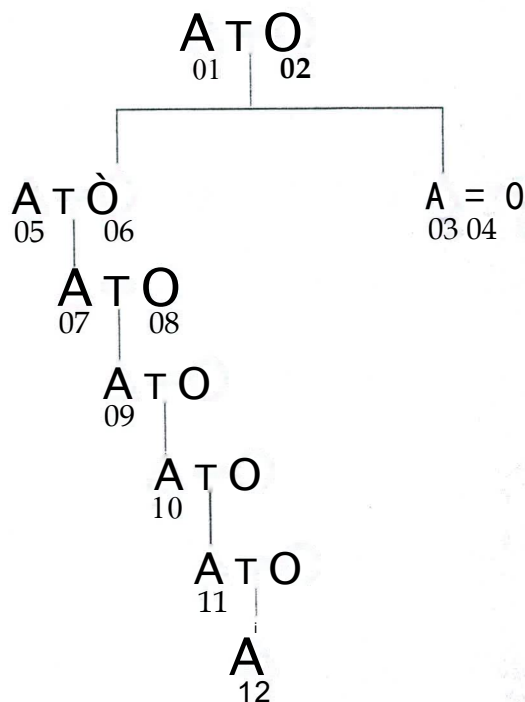 A T O
01 02
A T Ò A = 0
05 06 03 04
A T O
07 08
A T O
09
A T O
10
A T O
11
i
A
12